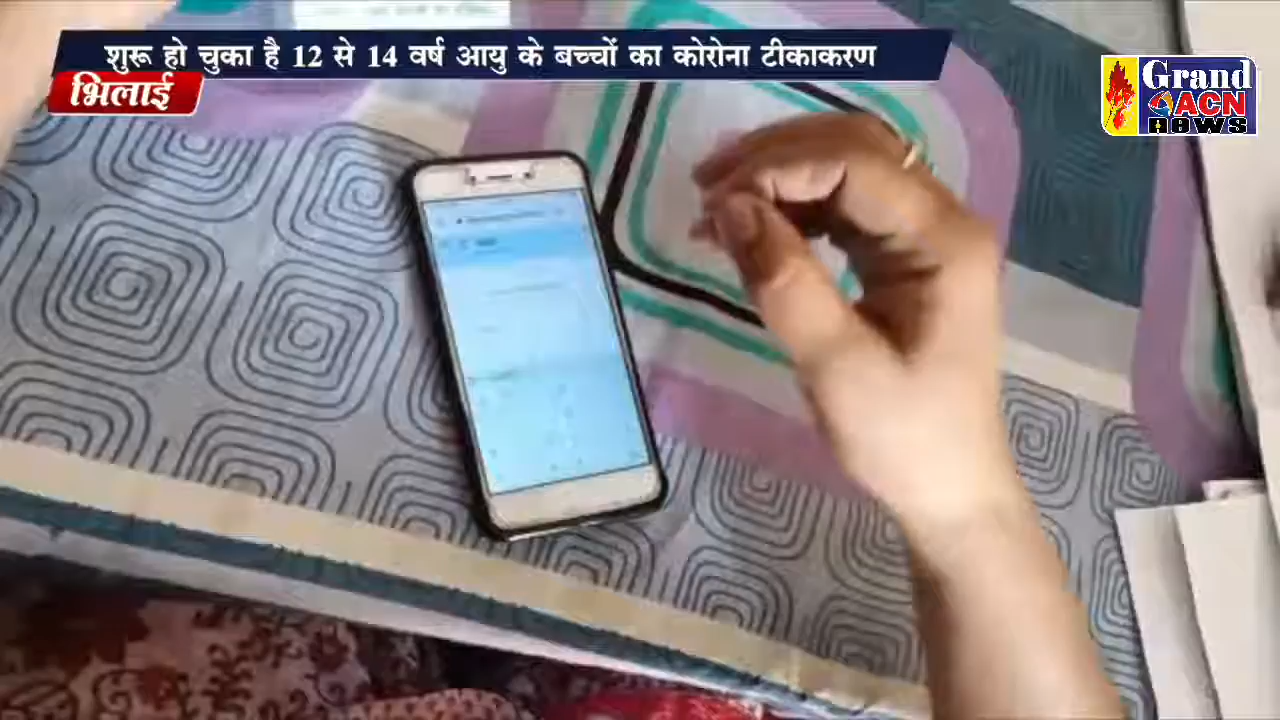 शुरू हो चुका है 12 से 14 वर्ष आयु के बच्चों का कोरोना टीकाकरण
भिलाई
Grand
ACN
news